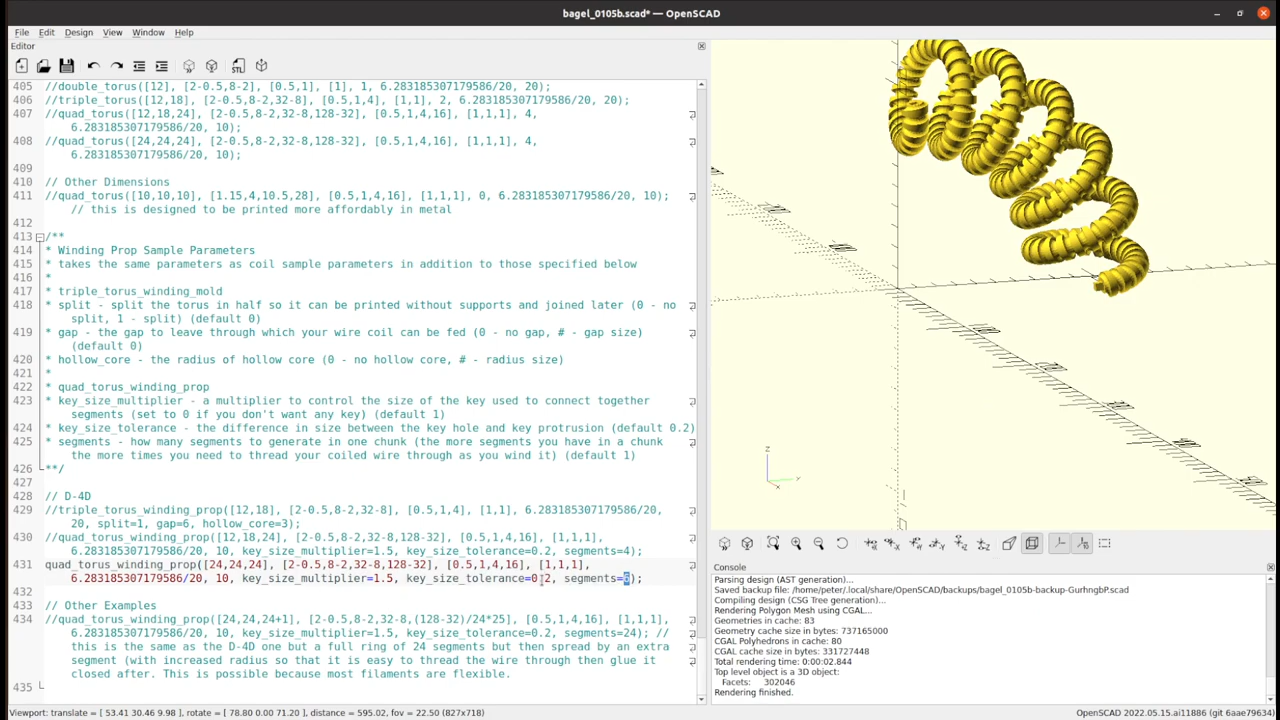 bagel_0105b.scad* — OpenSCAD
File Edit Design View Window Help
Editor
405 //double_torus([12], [2-0.5,8-2], [0.5,1], [1], 1, 6.283185307179586/20, 20);
406 //triple_torus([12,18], [2-0.5,8-2,32-8], [0.5,1,4], [1,1], 2, 6.283185307179586/20, 20);
407 //quad_torus([12,18,24], [2-0.5,8-2,32-8,128-32], [0.5,1,4,16], [1,1,1], 4,
6.283185307179586/20, 10);
408 //quad_torus([24,24,24], [2-0.5,8-2,32-8,128-32], [0.5,1,4,16], [1,1,1], 4,
6.283185307179586/20, 10);
409
410 // Other Dimensions
411 //quad_torus([10,10,10], [1.15,4,10.5,28], [0.5,1,4,16], [1,1,1], 0, 6.283185307179586/20, 10);
// this is designed to be printed more affordably in metal
412
413 /**
414 * Winding Prop Sample Parameters
415 * takes the same parameters as coil sample parameters in addition to those specified below
416 *
417 * triple_torus_winding_mold
418 * split - split the torus in half so it can be printed without supports and joined later (0 - no
split, 1 - split) (default 0)
419 * gap - the gap to leave through which your wire coil can be fed (0 - no gap, # - gap size)
(default 0)
420 * hollow_core - the radius of hollow core (0 - no hollow core, # - radius size)
421 *
422 * quad_torus_winding_prop
423 * key_size_multiplier - a multiplier to control the size of the key used to connect together
segments (set to 0 if you don't want any key) (default 1)
424 * key_size_tolerance - the difference in size between the key hole and key protrusion (default 0.2)
425 * segments - how many segments to generate in one chunk (the more segments you have in a chunk
the more times you need to thread your coiled wire through as you wind it) (default 1)
426 **/
427
428 // D-4D
429 //triple_torus_winding_prop([12,18], [2-0.5,8-2,32-8], [0.5,1,4], [1,1], 6.283185307179586/20,
20, split=1, gap=6, hollow_core=3);
430 //quad_torus_winding_prop([12,18,24], [2-0.5,8-2,32-8,128-32], [0.5,1,4,16], [1,1,1],
6.283185307179586/20, 10, key_size_multiplier=1.5, key_size_tolerance=0.2, segments=4);
431 quad_torus_winding_prop([24,24,24], [2-0.5,8-2,32-8,128-32], [0.5,1,4,16], [1,1,1],
6.283185307179586/20, 10, key_size_multiplier=1.5, key_size_tolerance=0.2, segments=6);
432
433 // Other Examples
434 //quad_torus_winding_prop([24,24,24+1], [2-0.5,8-2,32-8,(128-32)/24*25], [0.5,1,4,16], [1,1,1],
6.283185307179586/20, 10, key_size_multiplier=1.5, key_size_tolerance=0.2, segments=24); //
this is the same as the D-4D one but a full ring of 24 segments but then spread by an extra
segment (with increased radius so that it is easy to thread the wire through then glue it
closed after. This is possible because most filaments are flexible.
435
Z
Y
X
Console
Parsing design (AST generation)...
Saved backup file: /home/peter/.local/share/OpenSCAD/backups/bagel_0105b-backup-GurhngbP.scad
Compiling design (CSG Tree generation)...
Rendering Polygon Mesh using CGAL...
Geometries in cache: 83
Geometry cache size in bytes: 737165000
CGAL Polyhedrons in cache: 80
CGAL cache size in bytes: 331727448
Total rendering time: 0:00:02.844
Top level object is a 3D object:
Facets: 302046
Rendering finished.
Viewport: translate = [ 53.41 30.46 9.98 ], rotate = [ 78.80 0.00 71.20 ], distance = 595.02, fov = 22.50 (827x718)
OpenSCAD 2022.05.15.ai11886 (git 6aae79634)